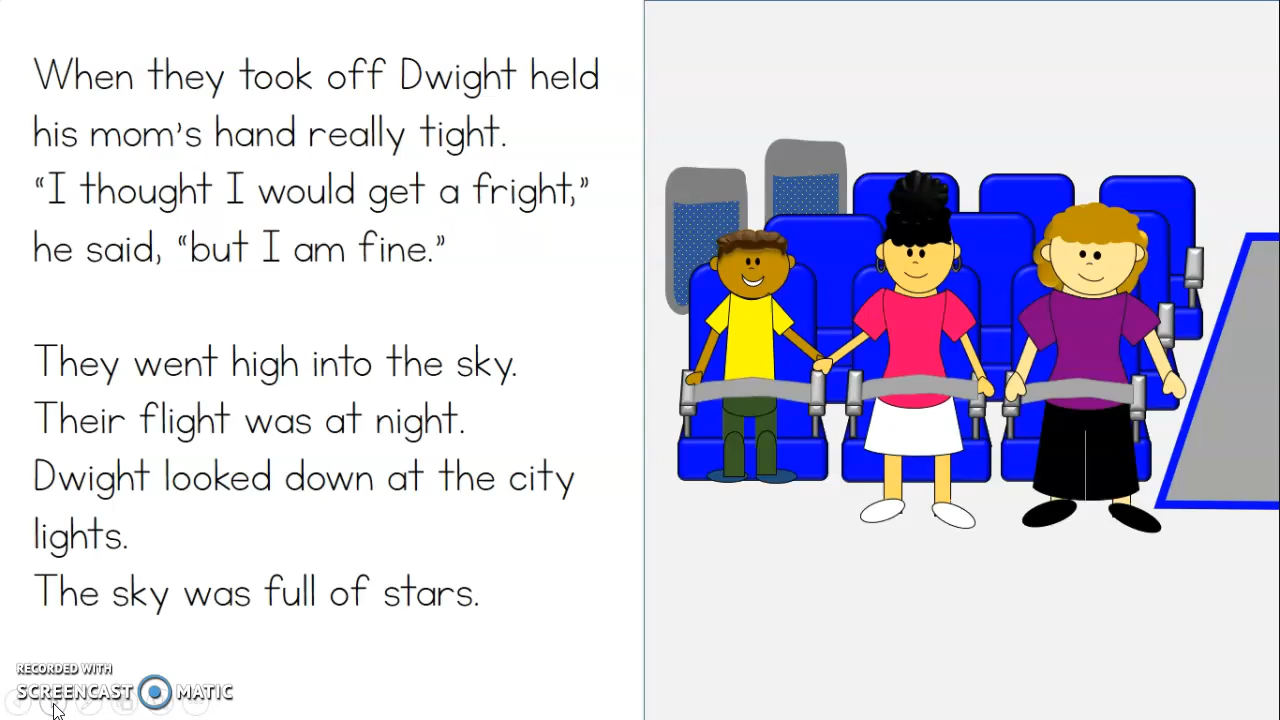 When they took off Dwight held
his mom's hand really tight.
“I thought I would get a fright,”
he said, “but I am fine.”
They went high into the sky.
Their flight was at night.
Dwight looked down at the city
lights.
The sky was full of stars.
RECORDED WITH
SCREENCAST MATIC